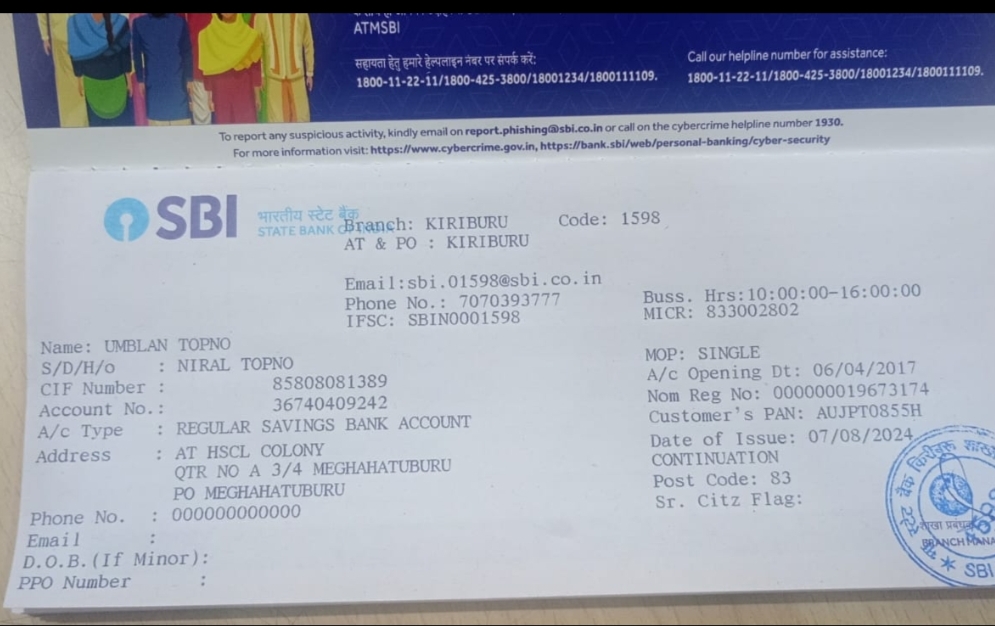 ATMSBI
सहायता हेतु हमारे हेल्पलाइन नंबर पर संपर्क करें:
1800-11-22-11/1800-425-3800/18001234/1800111109.
Call our helpline number for assistance:
1800-11-22-11/1800-425-3800/18001234/1800111109.
To report any suspicious activity, kindly email on report.phishing@sbi.co.in or call on the cybercrime helpline number 1930.
For more information visit: https://www.cybercrime.gov.in, https://bank.sbi/web/personal-banking/cyber-security
SBI
भारतीय स्टेट बैंक
STATE BANK OF INDIA
Branch: KIRIBURU Code: 1598
AT & PO : KIRIBURU
Email:sbi.01598@sbi.co.in
Phone No.: 7070393777
IFSC: SBIN0001598
Buss. Hrs:10:00:00-16:00:00
MICR: 833002802
Name: UMBLAN TOPNO
S/D/H/o : NIRAL TOPNO
CIF Number : 85808081389
Account No.: 36740409242
A/c Type : REGULAR SAVINGS BANK ACCOUNT
Address : AT HSCL COLONY
QTR NO A 3/4 MEGHAHATUBURU
PO MEGHAHATUBURU
Phone No. : 000000000000
Email :
D.O.B.(If Minor):
PPO Number :
MOP: SINGLE
A/c Opening Dt: 06/04/2017
Nom Reg No: 000000019673174
Customer's PAN: AUJPT0855H
Date of Issue: 07/08/2024
CONTINUATION
Post Code: 83
Sr. Citz Flag:
शाखा प्रबंधक
BRANCH MANA
SBI